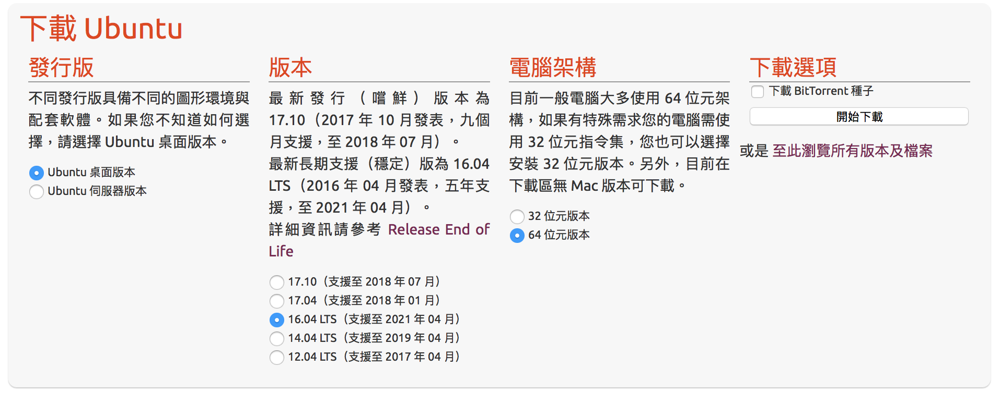 下載 Ubuntu
發行版
不同發行版具備不同的圖形環境與
配套軟體。如果您不知道如何選
擇，請選擇 Ubuntu 桌面版本。
Ubuntu 桌面版本
Ubuntu 伺服器版本
版本
最新發行（嚐鮮）版本為
17.10（2017 年 10 月發表，九個
月支援，至 2018 年 07 月）。
最新長期支援（穩定）版為 16.04
LTS（2016 年 04 月發表，五年支
援，至 2021 年 04 月）。
詳細資訊請參考 Release End of
Life
17.10（支援至 2018 年 07 月）
17.04（支援至 2018 年 01 月）
16.04 LTS（支援至 2021 年 04 月）
14.04 LTS（支援至 2019 年 04 月）
12.04 LTS（支援至 2017 年 04 月）
電腦架構
目前一般電腦大多使用 64 位元架
構，如果有特殊需求您的電腦需使
用 32 位元指令集，您也可以選擇
安裝 32 位元版本。另外，目前在
下載區無 Mac 版本可下載。
32 位元版本
64 位元版本
下載選項
下載 BitTorrent 種子
開始下載
或是 至此瀏覽所有版本及檔案